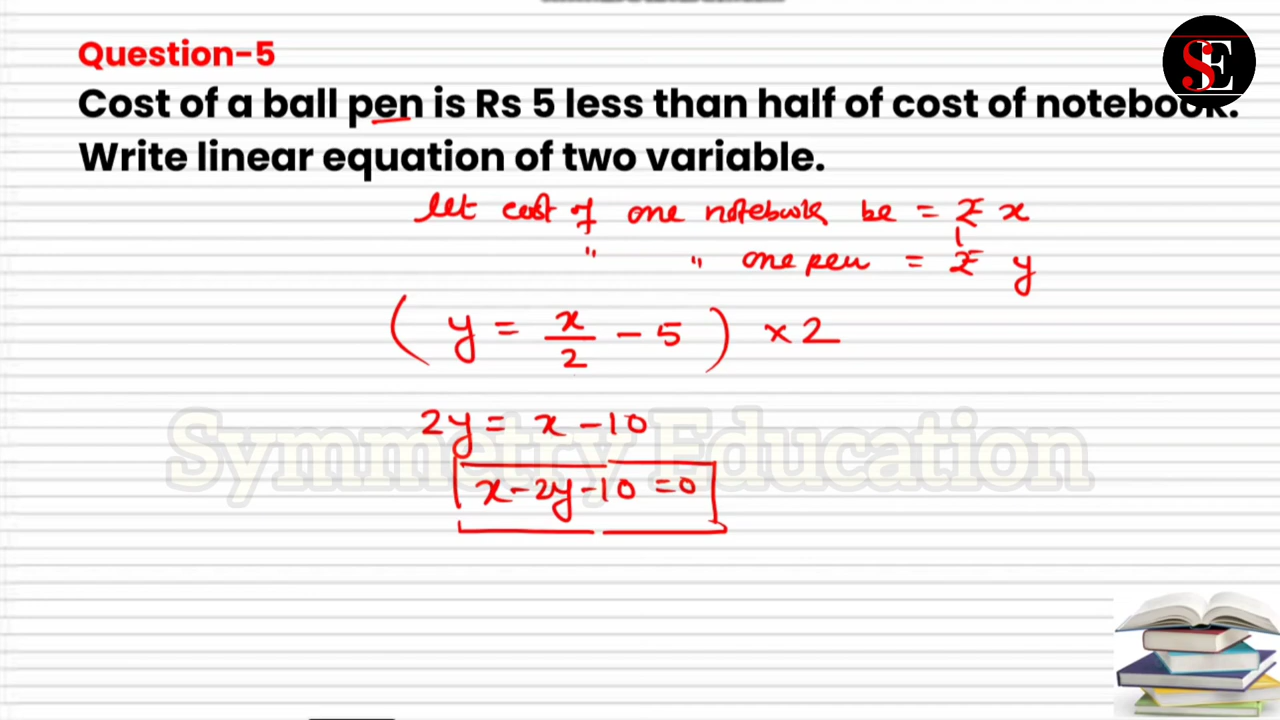 SE
Question-5
Cost of a ball pen is Rs 5 less than half of cost of notebook.
Write linear equation of two variable.
let cost of one notebook be = ₹ x
" " one pen = ₹ y
( y = x/2 - 5 ) × 2
2y = x - 10
x - 2y - 10 = 0
Symmetry Education